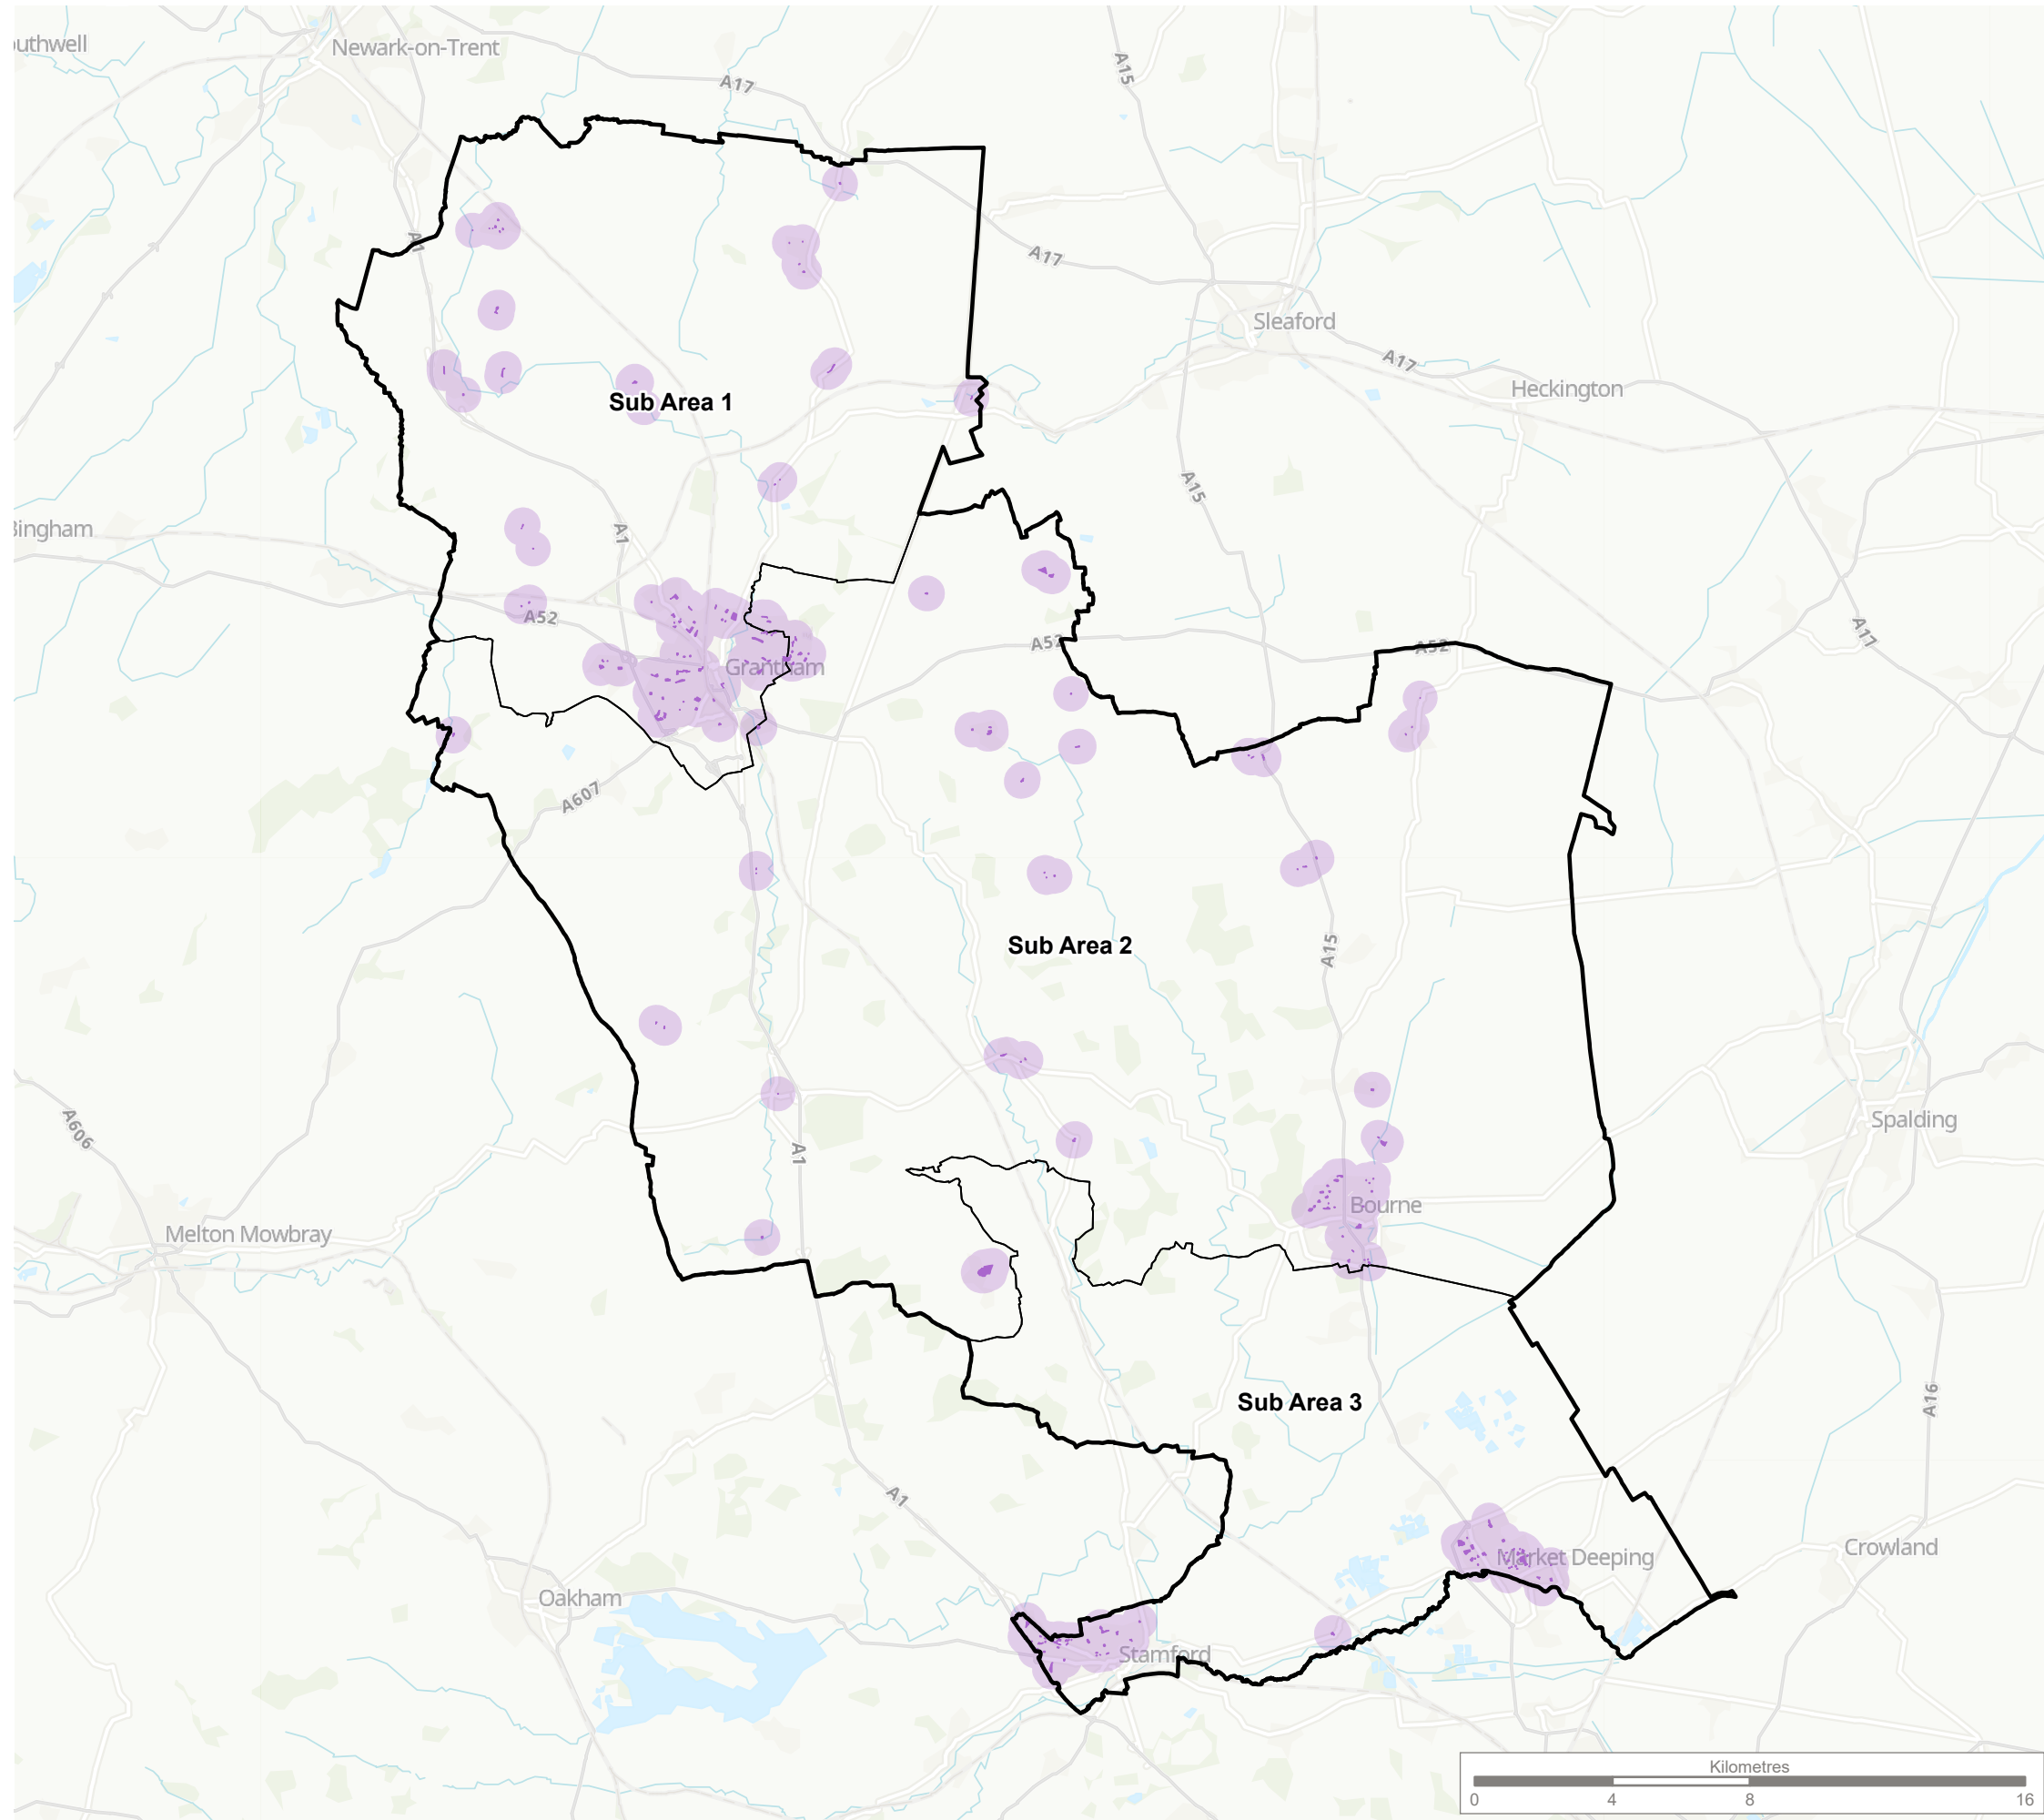 outhwell
Newark-on-Trent
A17
A15
A1
A17
Sleaford
A17
Heckington
Sub Area 1
A15
Bingham
A1
A52
A52
A52
A17
Grantham
A607
Sub Area 2
A15
A606
A1
Spalding
Bourne
Melton Mowbray
Sub Area 3
A16
A1
Crowland
Market Deeping
Oakham
Stamford
Kilometres
0 4 8 16